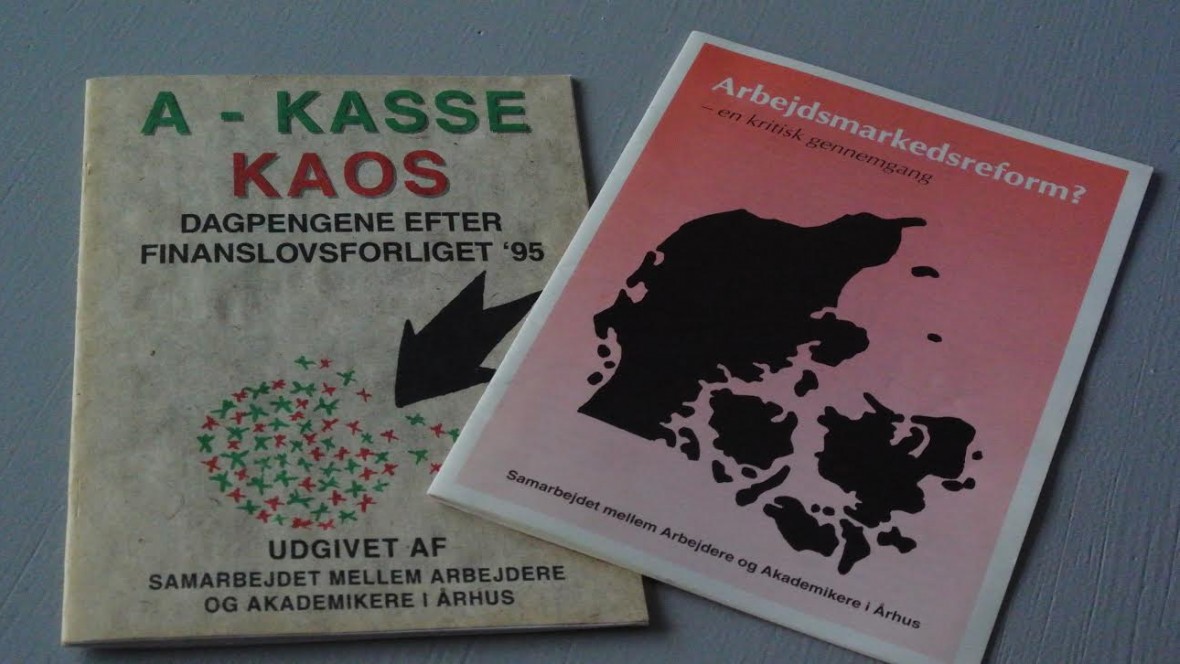 A - KASSE
KAOS
DAGPENGENE EFTER
FINANSLOVSFORLIGET ‘95
UDGIVET AF
SAMARBEJDET MELLEM ARBEJDERE
OG AKADEMIKERE I ÅRHUS
Arbejdsmarkedsreform?
– en kritisk gennemgang
Samarbejdet mellem Arbejdere og Akademikere i Århus